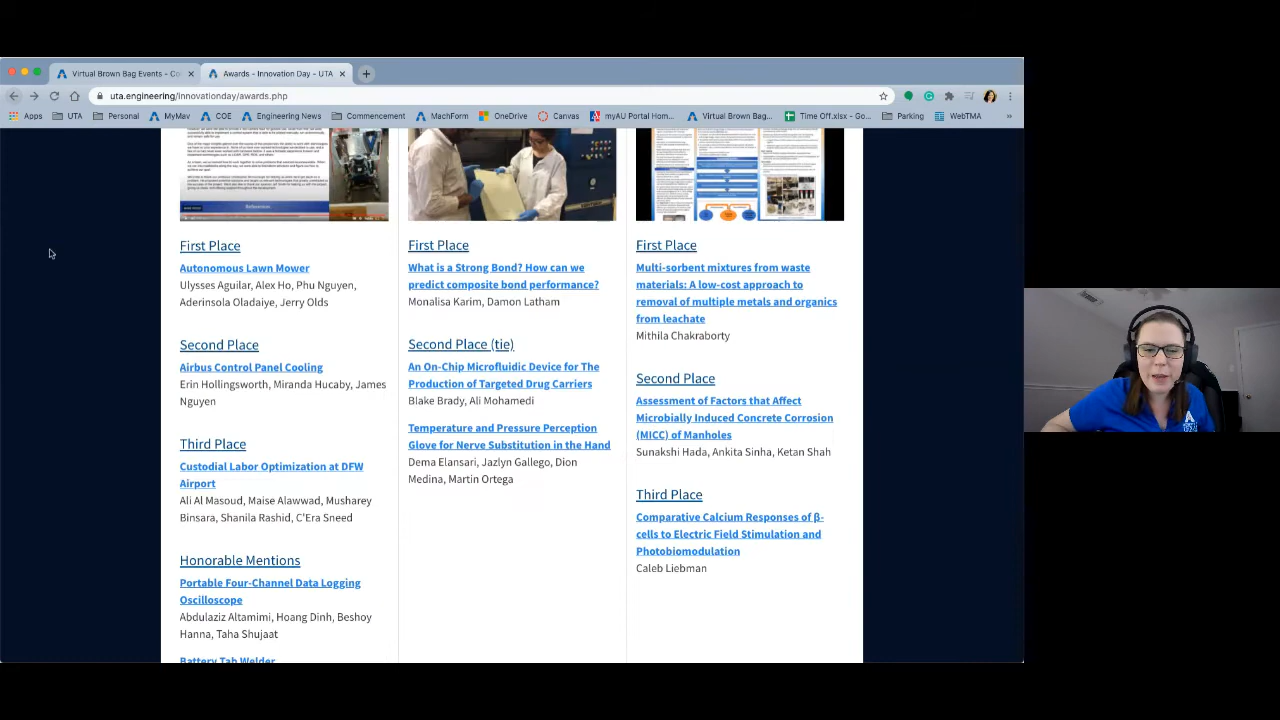 Virtual Brown Bag Events - Co
Awards - Innovation Day - UTA
uta.engineering/innovationday/awards.php
Apps
UTA
Personal
MyMav
COE
Engineering News
Commencement
MachForm
OneDrive
Canvas
myAU Portal Hom...
Virtual Brown Bag...
Time Off.xlsx - Go...
Parking
WebTMA
References
First Place
Autonomous Lawn Mower
Ulysses Aguilar, Alex Ho, Phu Nguyen,
Aderinsola Oladaiye, Jerry Olds
Second Place
Airbus Control Panel Cooling
Erin Hollingsworth, Miranda Hucaby, James
Nguyen
Third Place
Custodial Labor Optimization at DFW
Airport
Ali Al Masoud, Maise Alawwad, Musharey
Binsara, Shanila Rashid, C'Era Sneed
Honorable Mentions
Portable Four-Channel Data Logging
Oscilloscope
Abdulaziz Altamimi, Hoang Dinh, Beshoy
Hanna, Taha Shujaat
Battery Tab Welder
First Place
What is a Strong Bond? How can we
predict composite bond performance?
Monalisa Karim, Damon Latham
Second Place (tie)
An On-Chip Microfluidic Device for The
Production of Targeted Drug Carriers
Blake Brady, Ali Mohamedi
Temperature and Pressure Perception
Glove for Nerve Substitution in the Hand
Dema Elansari, Jazlyn Gallego, Dion
Medina, Martin Ortega
First Place
Multi-sorbent mixtures from waste
materials: A low-cost approach to
removal of multiple metals and organics
from leachate
Mithila Chakraborty
Second Place
Assessment of Factors that Affect
Microbially Induced Concrete Corrosion
(MICC) of Manholes
Sunakshi Hada, Ankita Sinha, Ketan Shah
Third Place
Comparative Calcium Responses of β-
cells to Electric Field Stimulation and
Photobiomodulation
Caleb Liebman